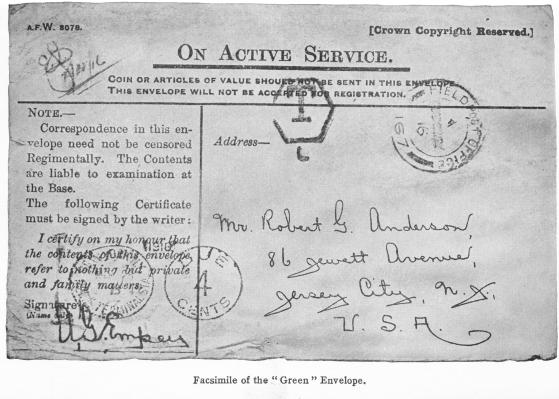 A.F.W. 3078.
[Crown Copyright Reserved.]
ON ACTIVE SERVICE.
COIN OR ARTICLES OF VALUE SHOULD NOT BE SENT IN THIS ENVELOPE.
THIS ENVELOPE WILL NOT BE ACCEPTED FOR REGISTRATION.
NOTE.—
Correspondence in this en-
velope need not be censored
Regimentally. The Contents
are liable to examination at
the Base.
The following Certificate
must be signed by the writer:
I certify on my honour that
the contents of this envelope
refer to nothing but private
and family matters.
Signature
(Name only)
A.G. Empey
Address—
T
FIELD POST OFFICE
167
DUE
4
CENTS
1916
Mr. Robert G. Anderson,
86 Jewett Avenue,
Jersey City, N.J.
U.S.A.
Facsimile of the "Green" Envelope.